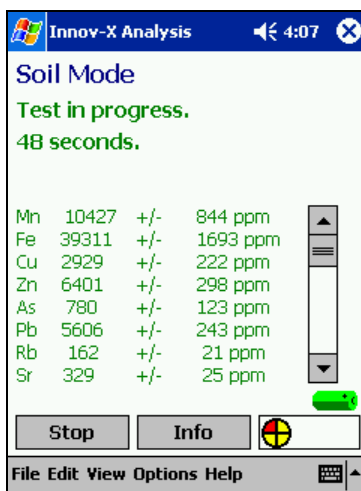 Innov-X Analysis 4:07
Soil Mode
Test in progress.
48 seconds.
Mn 10427 +/- 844 ppm
Fe 39311 +/- 1693 ppm
Cu 2929 +/- 222 ppm
Zn 6401 +/- 298 ppm
As 780 +/- 123 ppm
Pb 5606 +/- 243 ppm
Rb 162 +/- 21 ppm
Sr 329 +/- 25 ppm
Stop Info
File Edit View Options Help